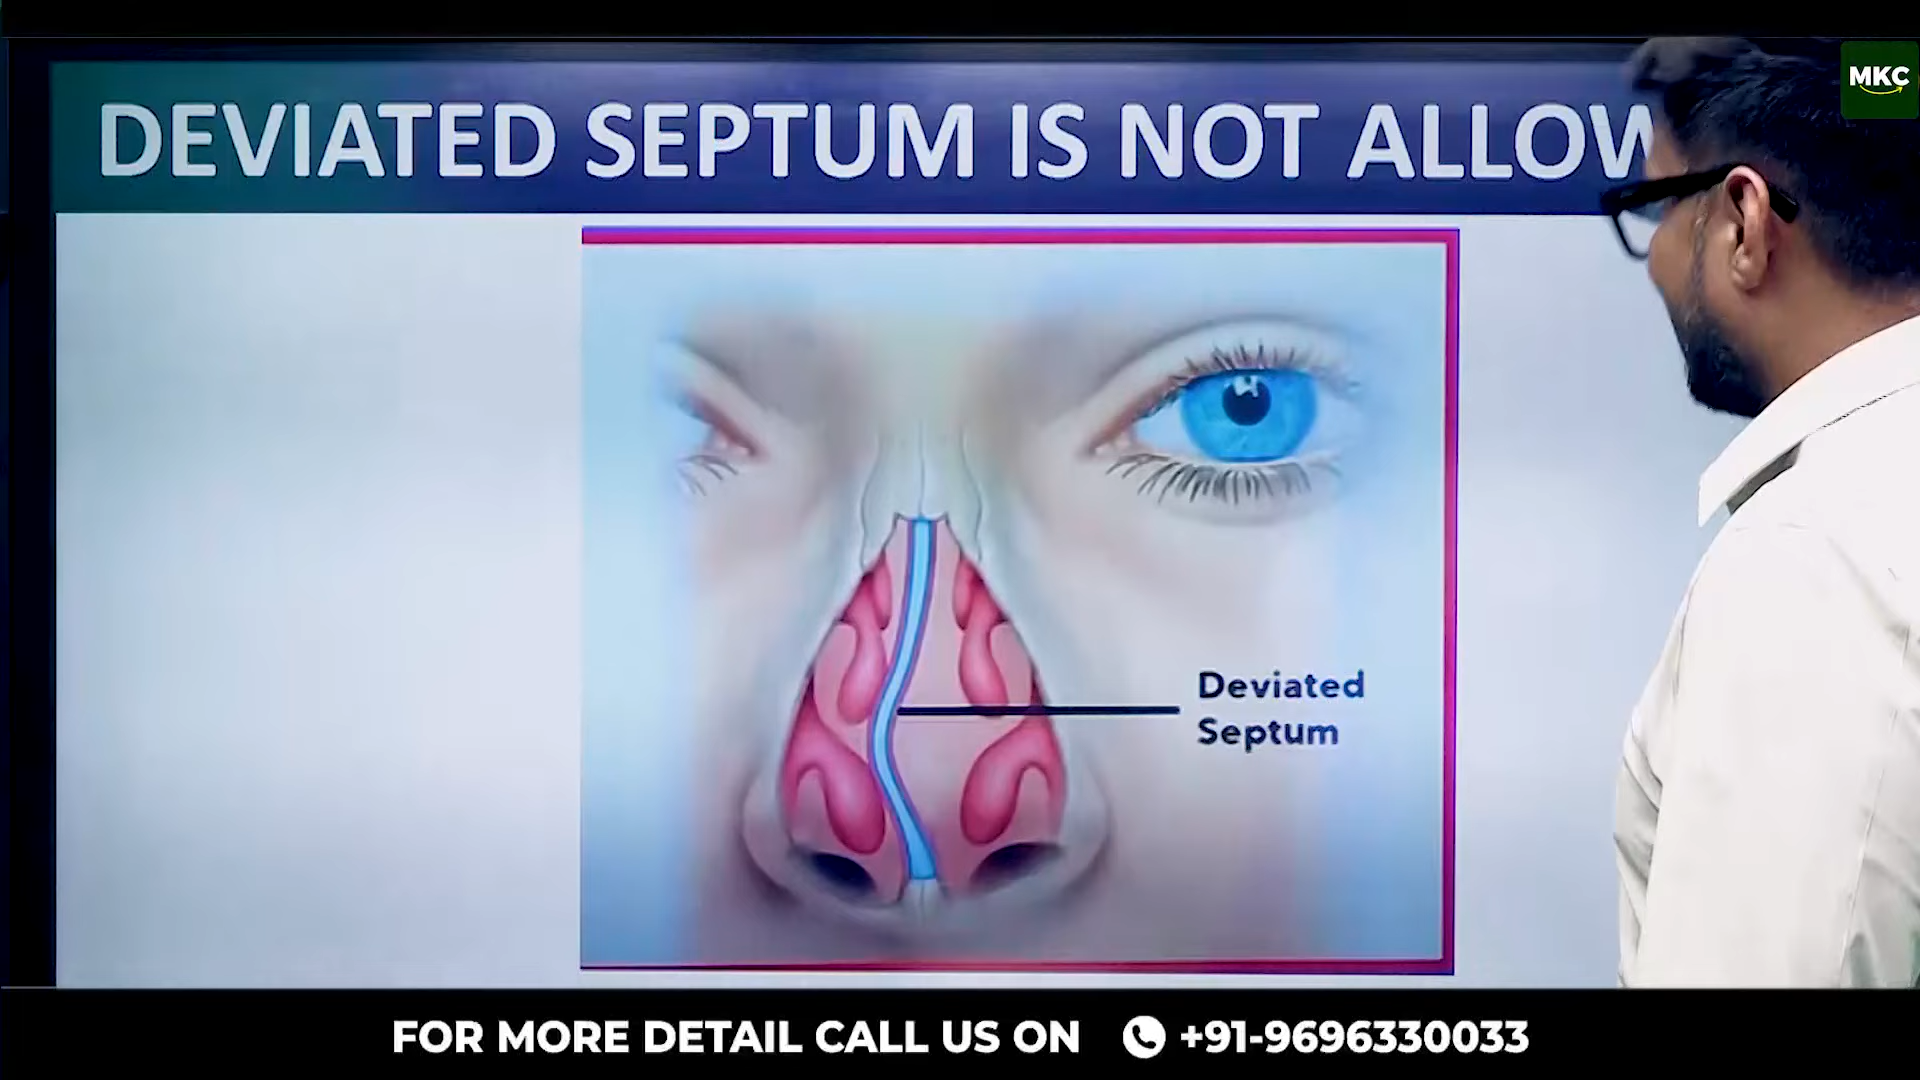 MKC
DEVIATED SEPTUM IS NOT ALLOW
Deviated
Septum
FOR MORE DETAIL CALL US ON +91-9696330033